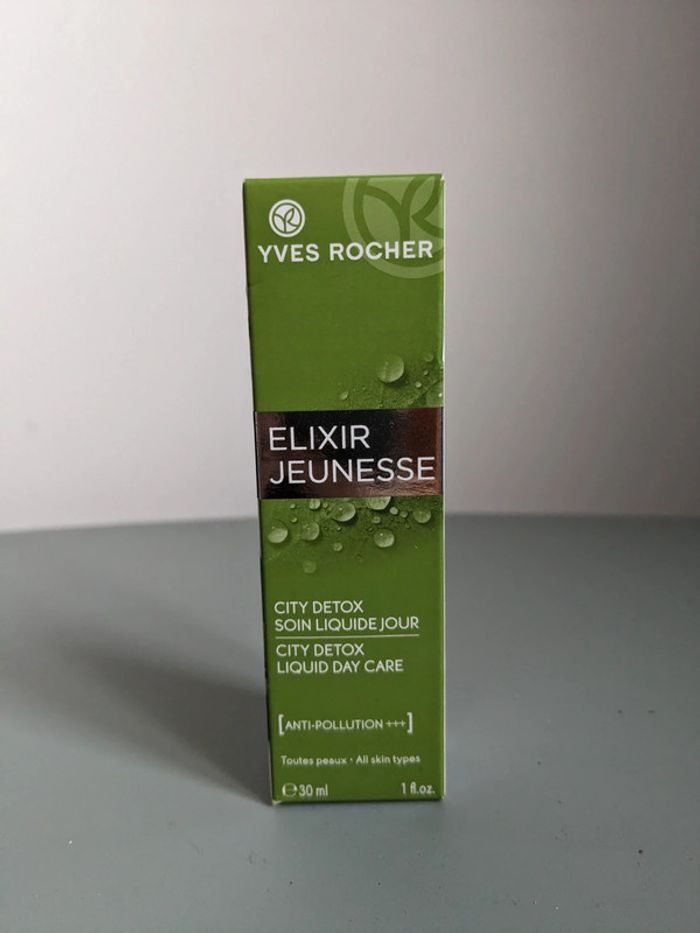 YVES ROCHER
ELIXIR
JEUNESSE
CITY DETOX
SOIN LIQUIDE JOUR
CITY DETOX
LIQUID DAY CARE
[ANTI-POLLUTION +++]
Toutes peaux • All skin types
℮30 ml 1 fl.oz.